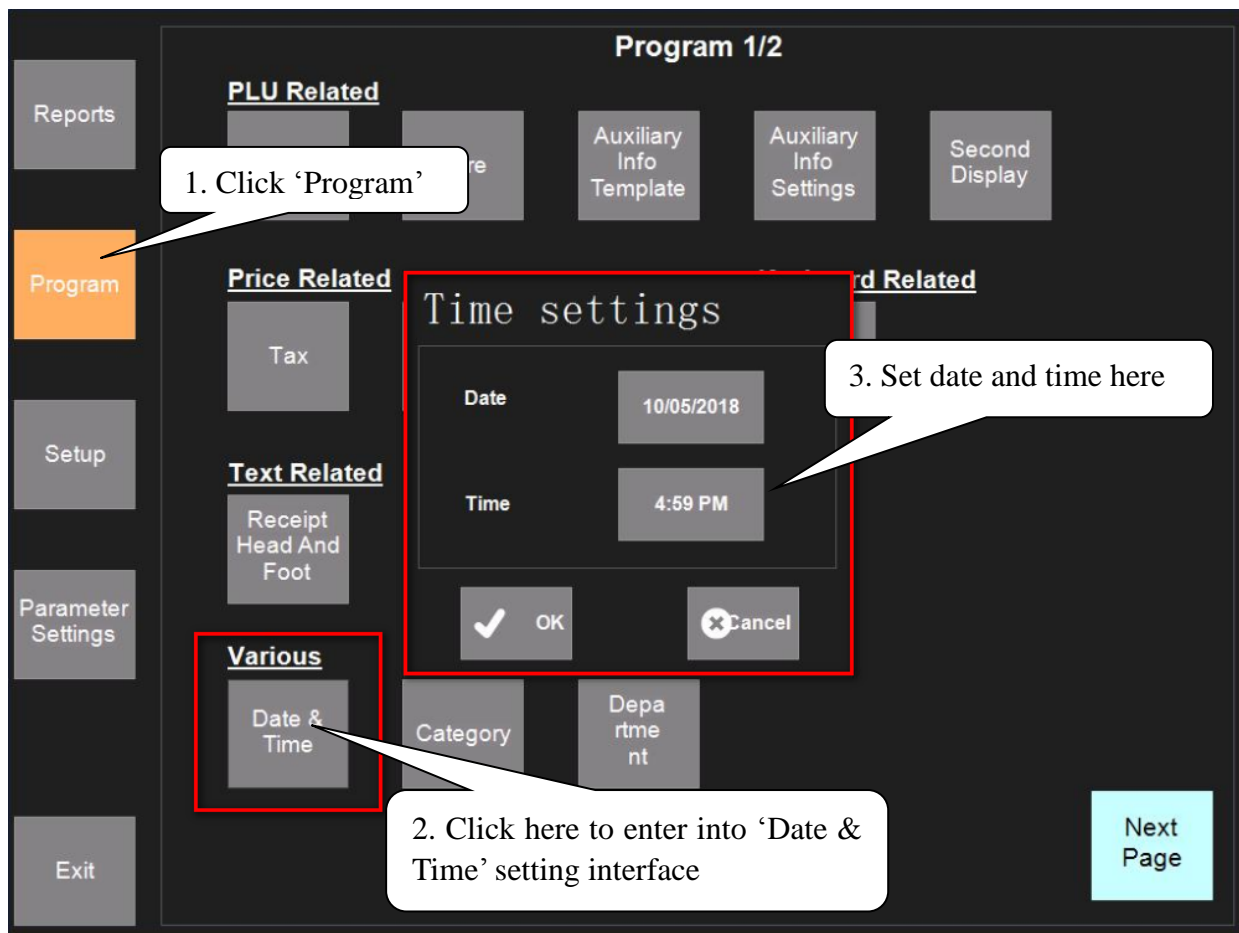 Program 1/2
Reports
PLU Related
Auxiliary
Info
Template
Auxiliary
Info
Settings
Second
Display
1. Click ‘Program’
Program
Price Related
rd Related
Tax
Time settings
Date
10/05/2018
Time
4:59 PM
OK
Cancel
3. Set date and time here
Setup
Text Related
Receipt
Head And
Foot
Parameter
Settings
Various
Date &
Time
Category
Depa
rtme
nt
2. Click here to enter into ‘Date &
Time’ setting interface
Exit
Next
Page